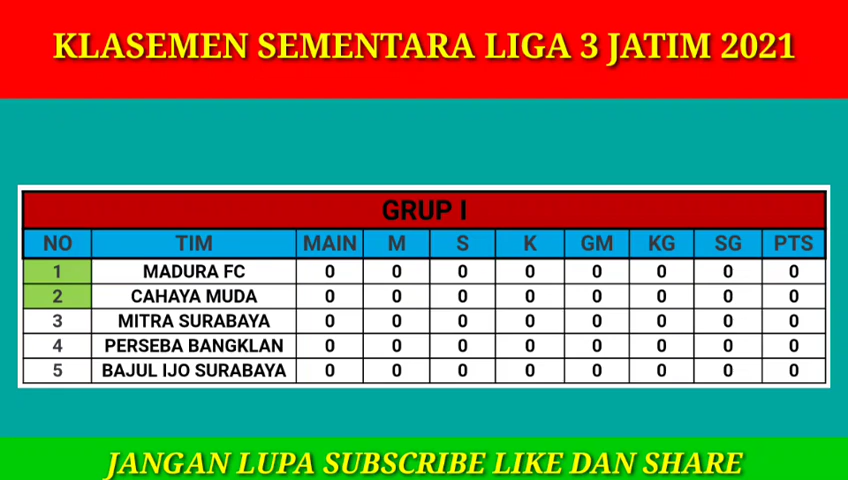 KLASEMEN SEMENTARA LIGA 3 JATIM 2021
GRUP I
NO TIM MAIN M S K GM KG SG PTS
1 MADURA FC 0 0 0 0 0 0 0 0
2 CAHAYA MUDA 0 0 0 0 0 0 0 0
3 MITRA SURABAYA 0 0 0 0 0 0 0 0
4 PERSEBA BANGKLAN 0 0 0 0 0 0 0 0
5 BAJUL IJO SURABAYA 0 0 0 0 0 0 0 0
JANGAN LUPA SUBSCRIBE LIKE DAN SHARE